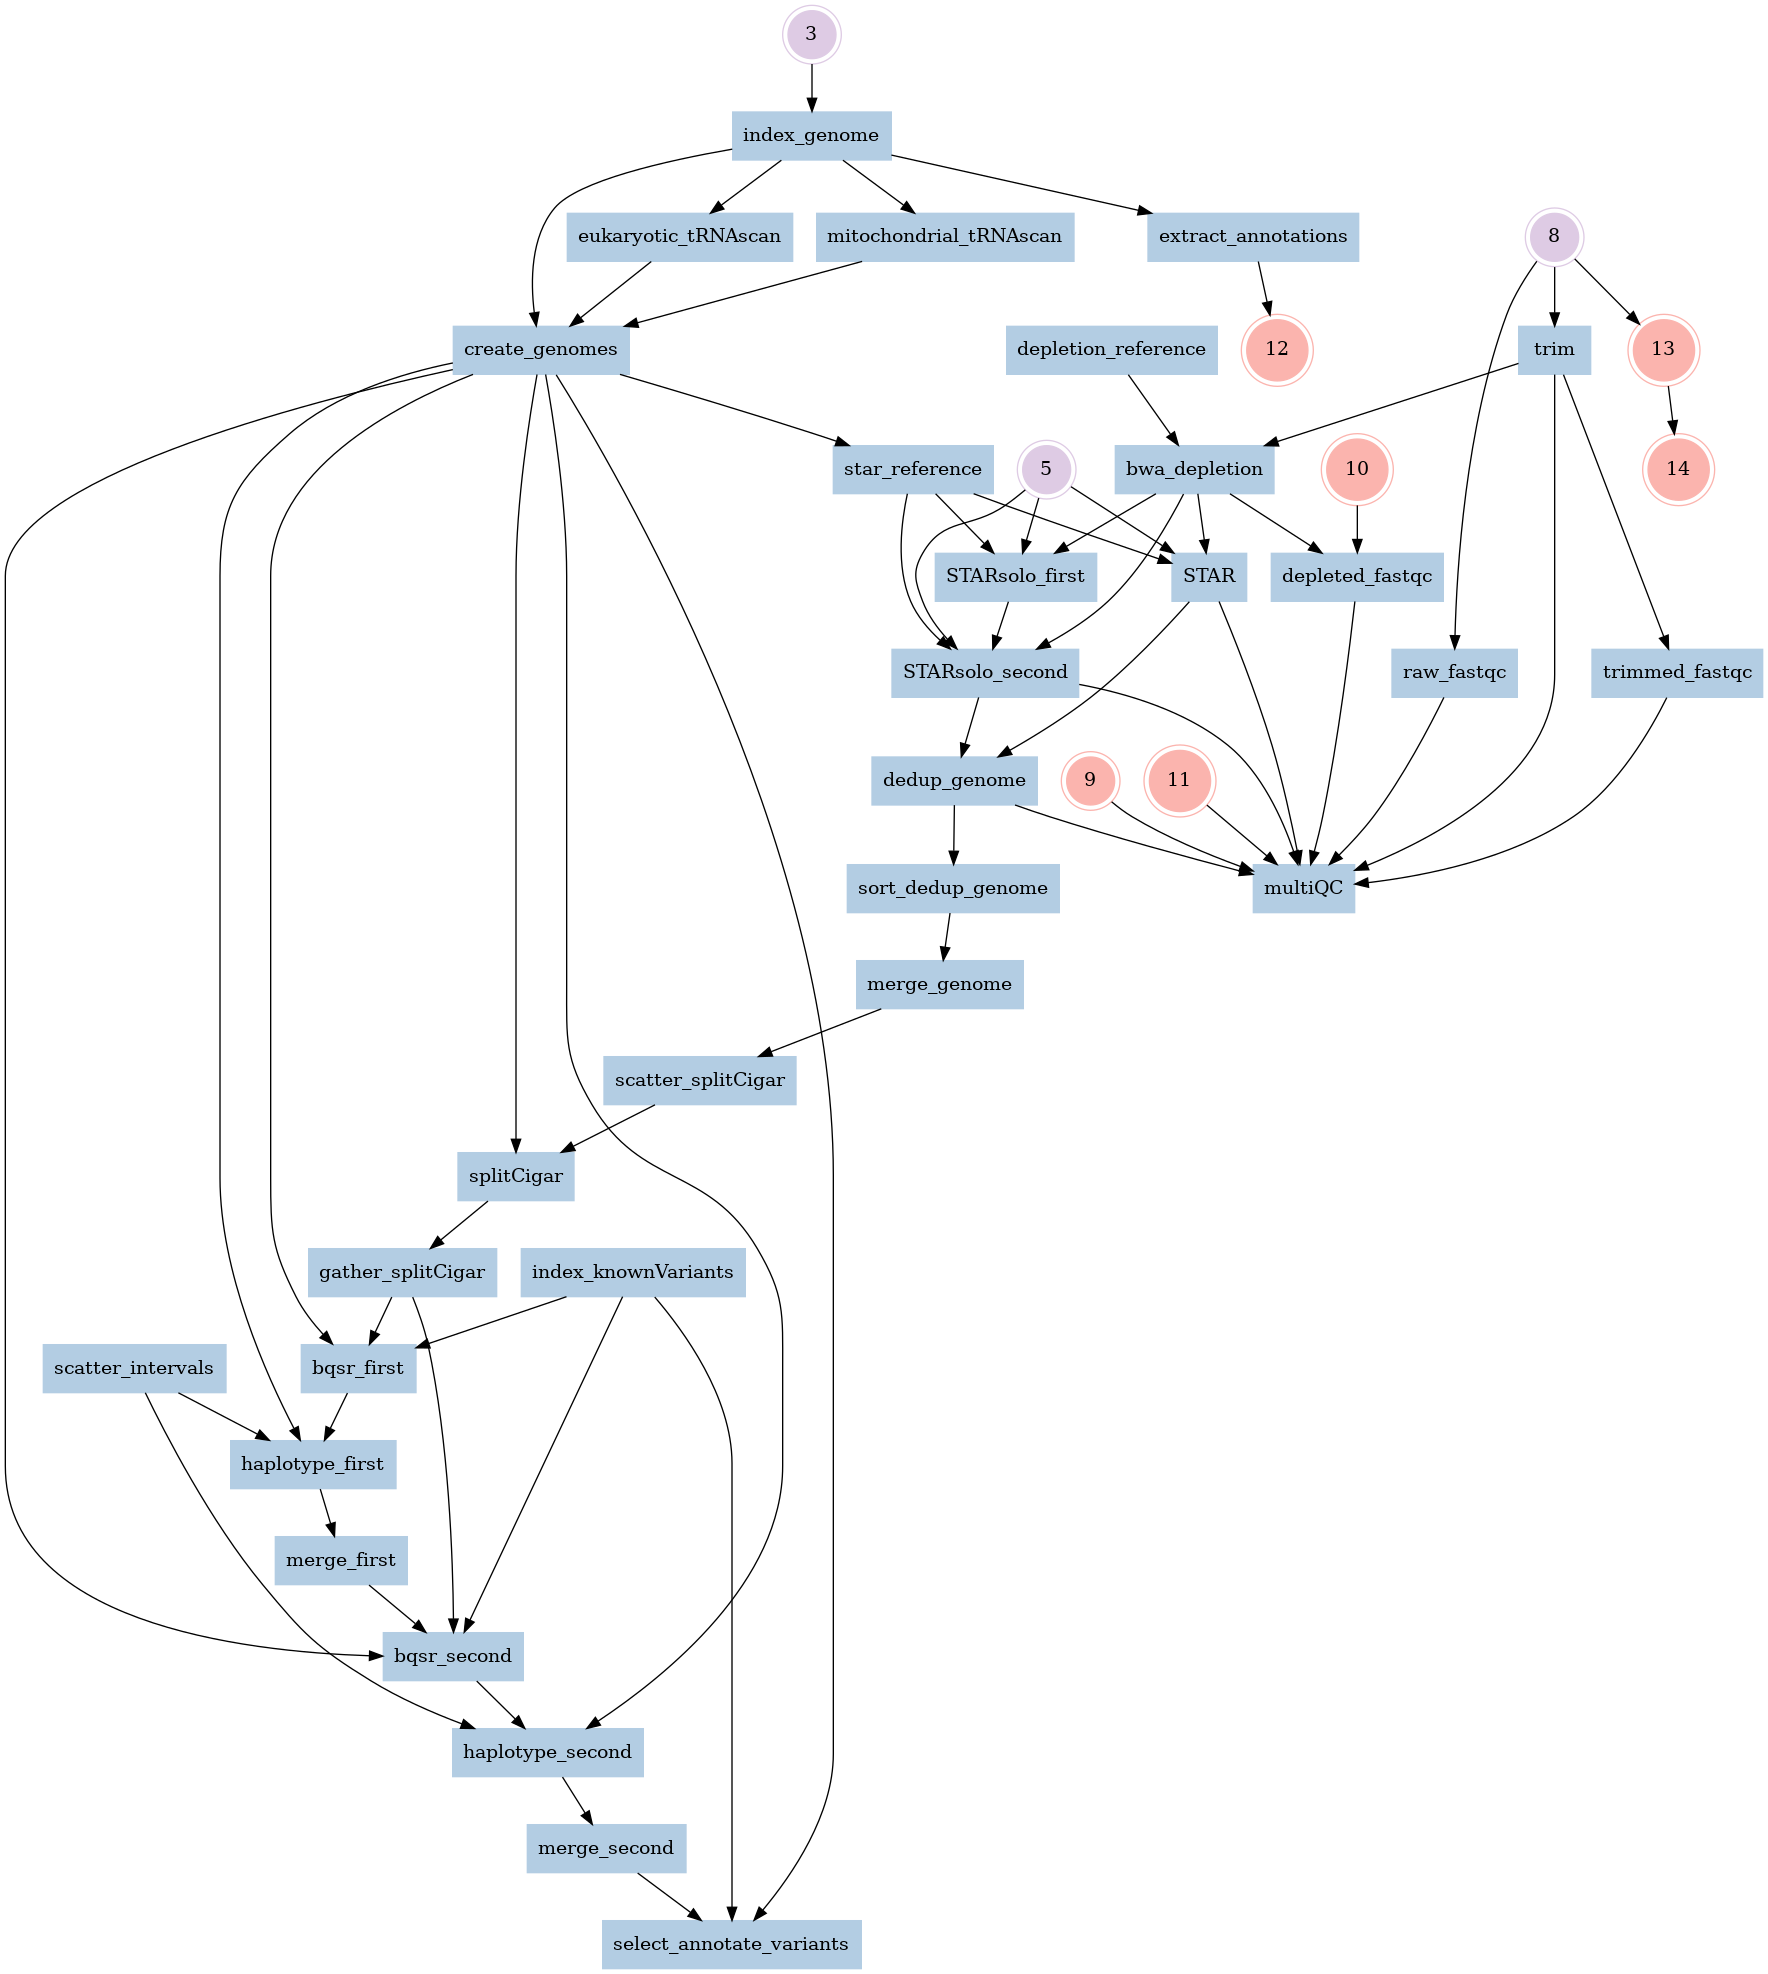 3
index_genome
eukaryotic_tRNAscan
mitochondrial_tRNAscan
extract_annotations
8
create_genomes
depletion_reference
12
trim
13
star_reference
5
bwa_depletion
10
14
STARsolo_first
STAR
depleted_fastqc
STARsolo_second
raw_fastqc
trimmed_fastqc
dedup_genome
9
11
sort_dedup_genome
multiQC
merge_genome
scatter_splitCigar
splitCigar
gather_splitCigar
index_knownVariants
scatter_intervals
bqsr_first
haplotype_first
merge_first
bqsr_second
haplotype_second
merge_second
select_annotate_variants